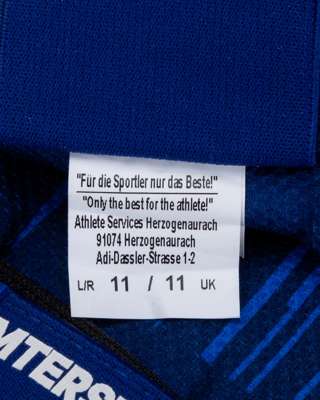 "Für die Sportler nur das Beste!"
"Only the best for the athlete!"
Athlete Services Herzogenaurach
91074 Herzogenaurach
Adi-Dassler-Strasse 1-2
L/R 11 / 11 UK